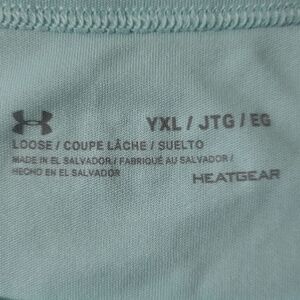 YXL / JTG / EG
LOOSE / COUPE LÂCHE / SUELTO
MADE IN EL SALVADOR / FABRIQUÉ AU SALVADOR /
HECHO EN EL SALVADOR
HEATGEAR